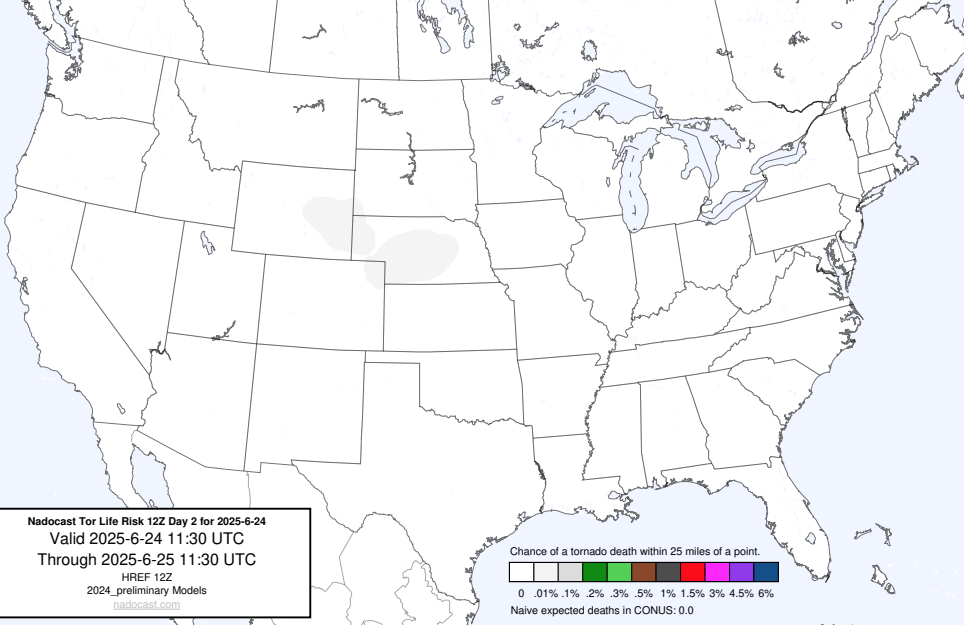 Nadocast Tor Life Risk 12Z Day 2 for 2025-6-24
Valid 2025-6-24 11:30 UTC
Through 2025-6-25 11:30 UTC
HREF 12Z
2024_preliminary Models
nadocast.com
Chance of a tornado death within 25 miles of a point.
0 .01% .1% .2% .3% .5% 1% 1.5% 3% 4.5% 6%
Naive expected deaths in CONUS: 0.0